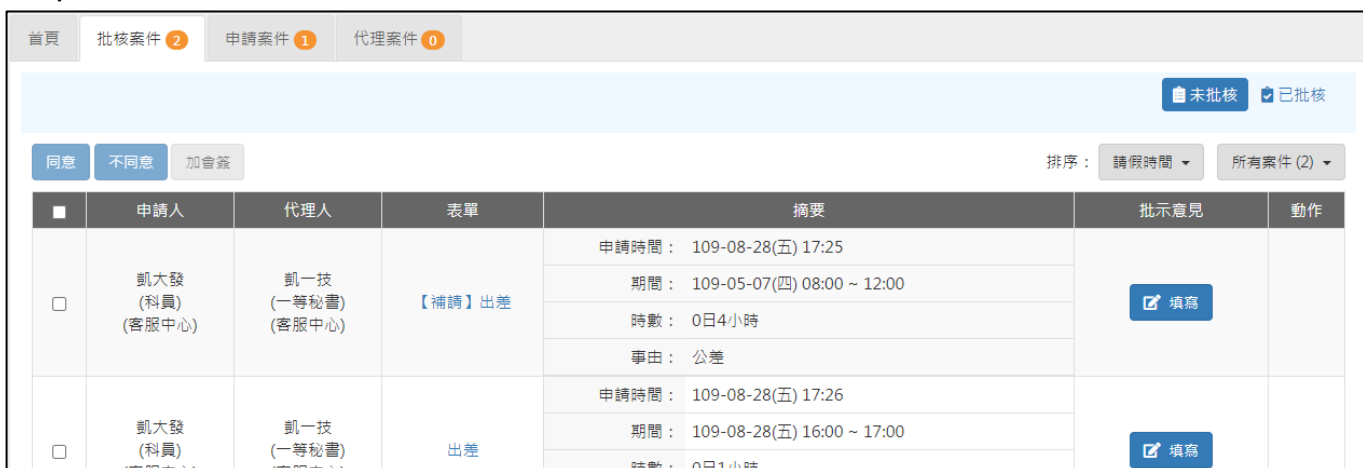 首頁 批核案件 2 申請案件 1 代理案件 0
未批核 已批核
同意 不同意 加會簽 排序： 請假時間 所有案件 (2)
申請人 代理人 表單 摘要 批示意見 動作
申請時間： 109-08-28(五) 17:25
凱大發 凱一技 期間： 109-05-07(四) 08:00 ~ 12:00
(科員) (一等秘書) 【補請】出差 填寫
(客服中心) (客服中心) 時數： 0日4小時
事由： 公差
申請時間： 109-08-28(五) 17:26
凱大發 凱一技 期間： 109-08-28(五) 16:00 ~ 17:00
(科員) (一等秘書) 出差 填寫
時數： 0日1小時